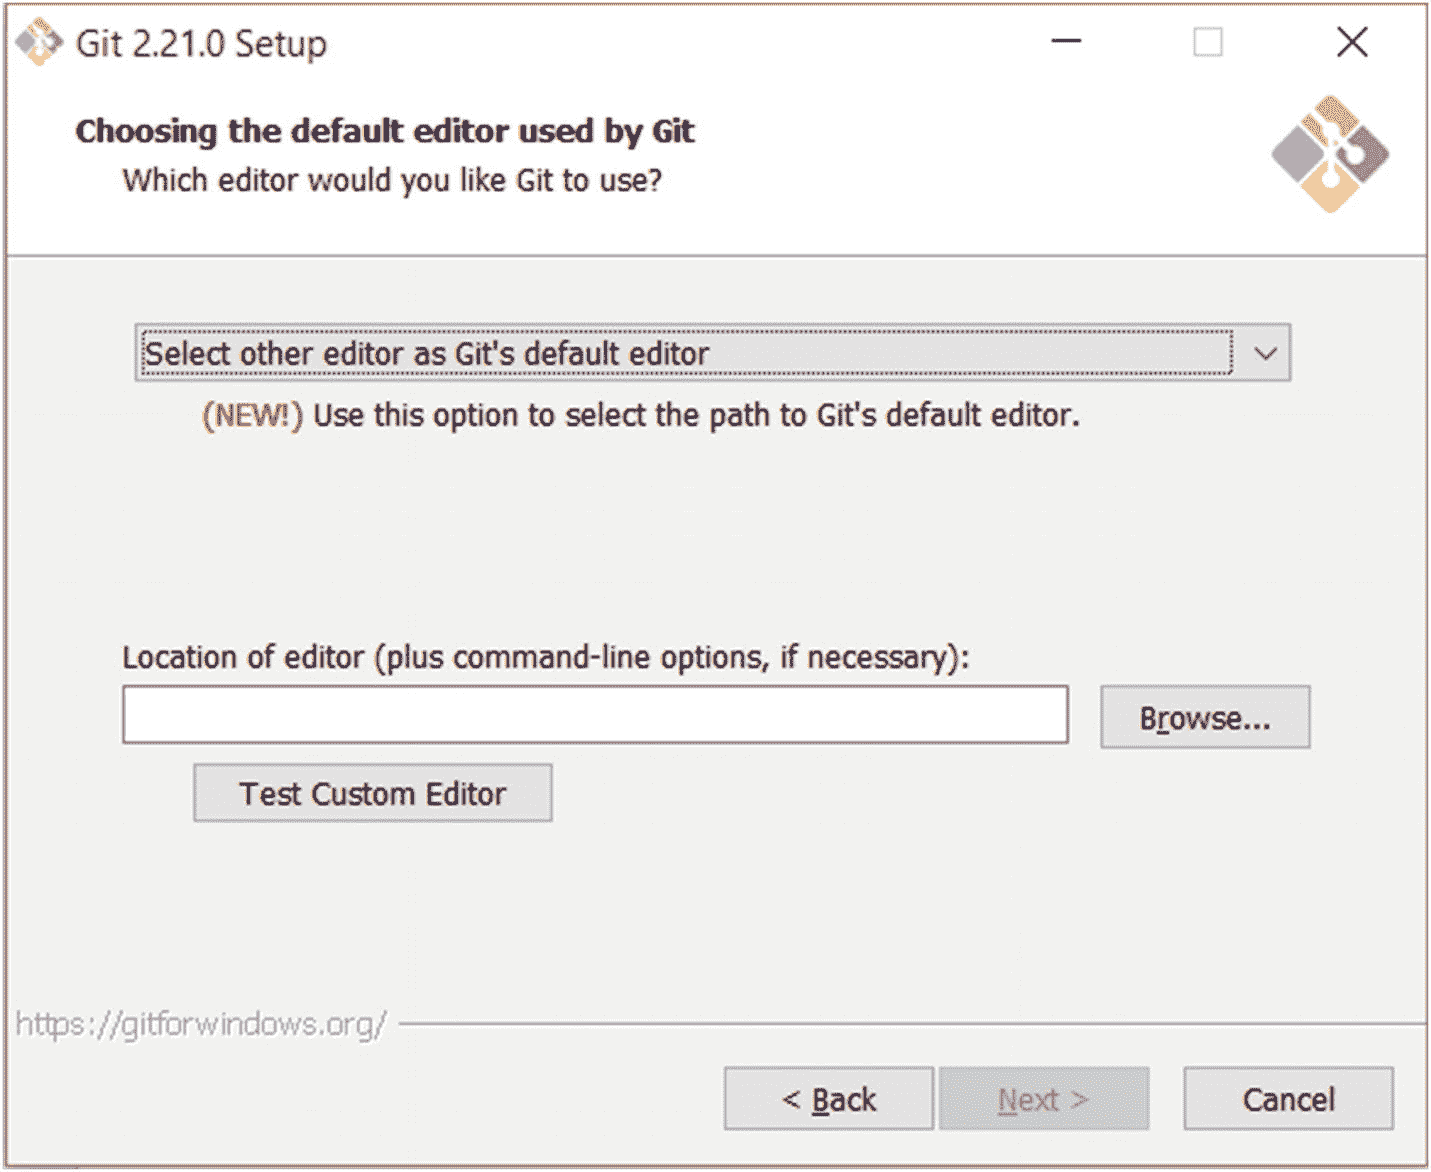 Git 2.21.0 Setup
Choosing the default editor used by Git
Which editor would you like Git to use?
Select other editor as Git's default editor
(NEW!) Use this option to select the path to Git's default editor.
Location of editor (plus command-line options, if necessary):
Browse...
Test Custom Editor
https://gitforwindows.org/
< Back
Next >
Cancel